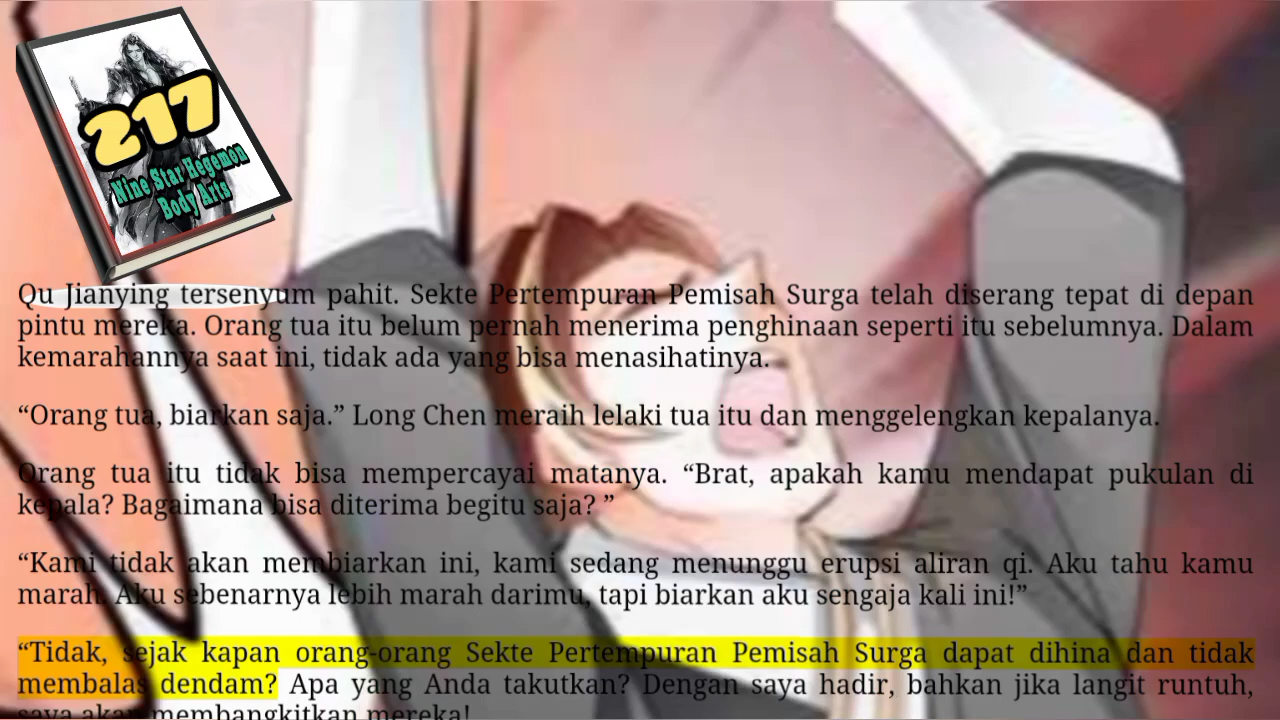 217
Nine Star Hegemon
Body Arts
Qu Jianying tersenyum pahit. Sekte Pertempuran Pemisah Surga telah diserang tepat di depan
pintu mereka. Orang tua itu belum pernah menerima penghinaan seperti itu sebelumnya. Dalam
kemarahannya saat ini, tidak ada yang bisa menasihatinya.
“Orang tua, biarkan saja.” Long Chen meraih lelaki tua itu dan menggelengkan kepalanya.
Orang tua itu tidak bisa mempercayai matanya. “Brat, apakah kamu mendapat pukulan di
kepala? Bagaimana bisa diterima begitu saja? ”
“Kami tidak akan membiarkan ini, kami sedang menunggu erupsi aliran qi. Aku tahu kamu
marah. Aku sebenarnya lebih marah darimu, tapi biarkan aku sengaja kali ini!”
“Tidak, sejak kapan orang-orang Sekte Pertempuran Pemisah Surga dapat dihina dan tidak
membalas dendam? Apa yang Anda takutkan? Dengan saya hadir, bahkan jika langit runtuh,
saya akan membangkitkan mereka!